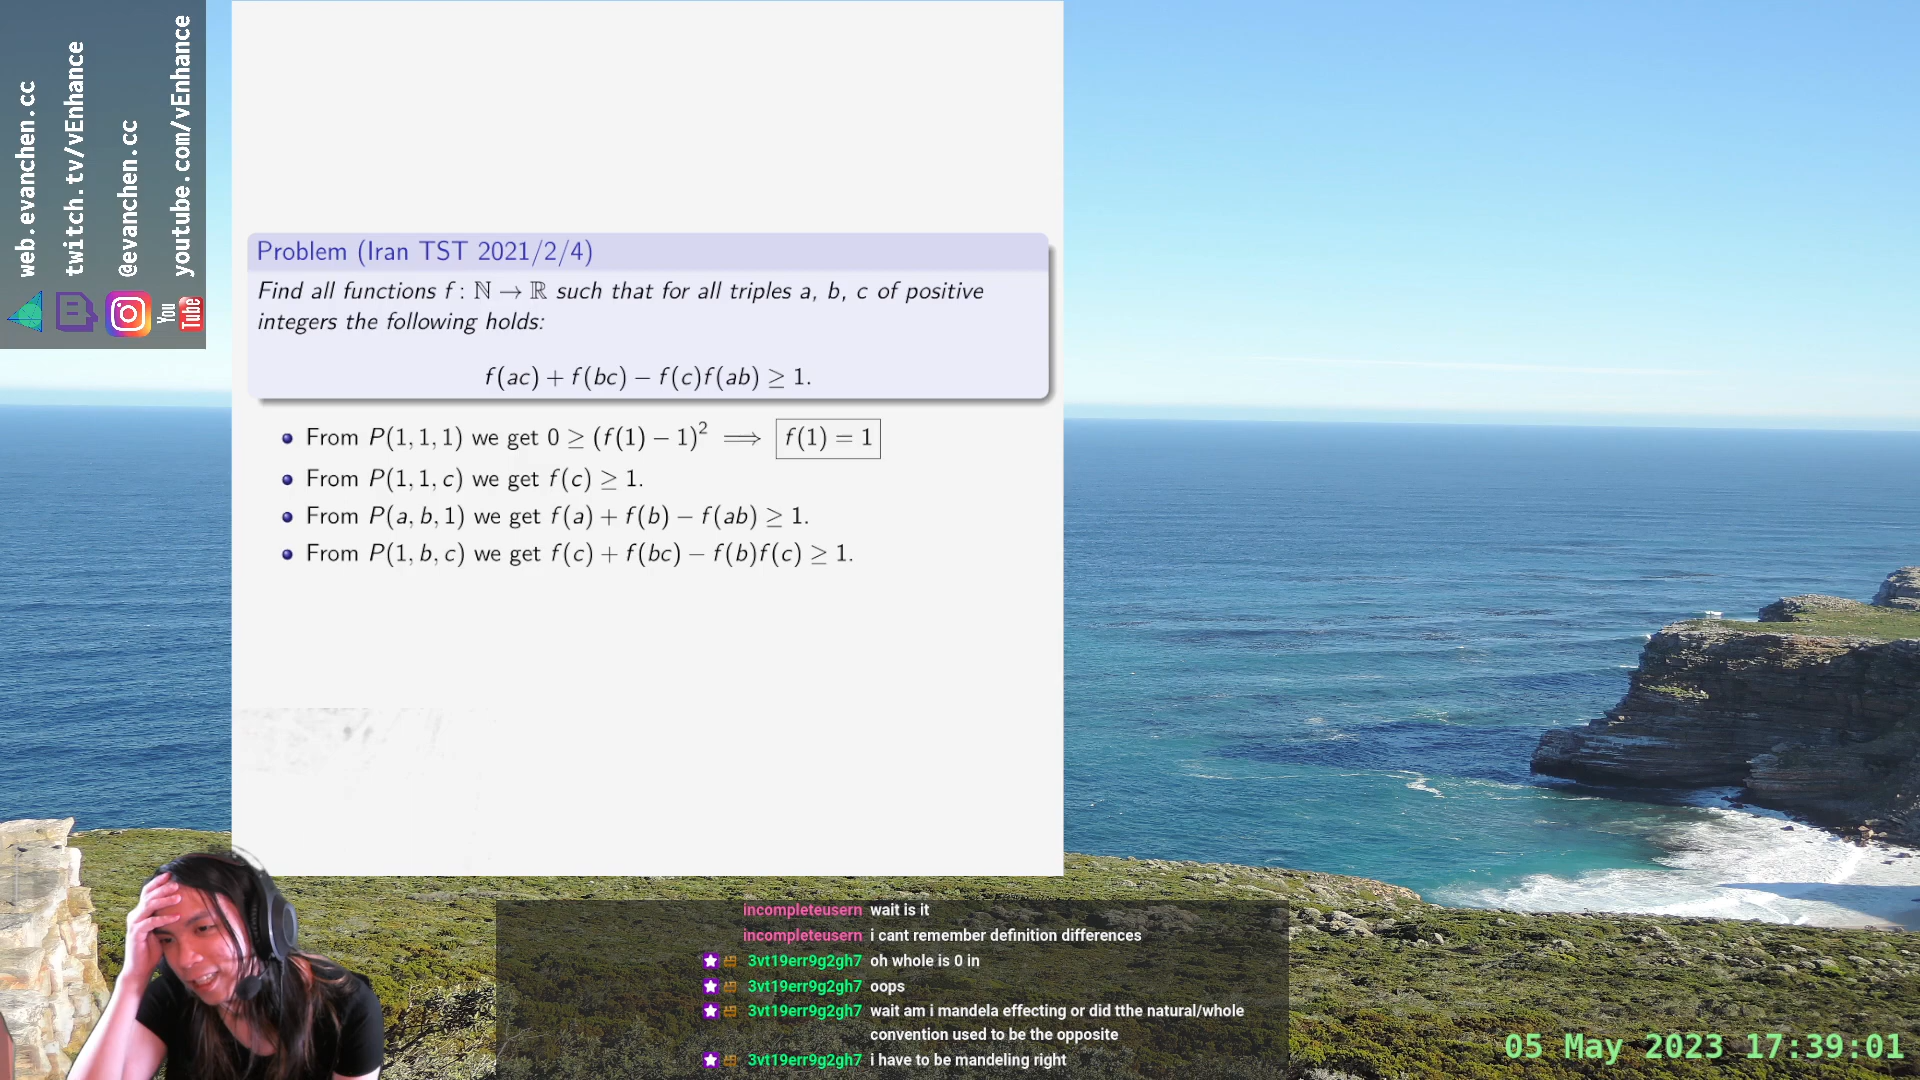 web.evanchen.cc
twitch.tv/vEnhance
@evanchen.cc
youtube.com/vEnhance
You
Tube
Problem (Iran TST 2021/2/4)
Find all functions f : ℕ → ℝ such that for all triples a, b, c of positive
integers the following holds:
f(ac) + f(bc) − f(c)f(ab) ≥ 1.
From P(1, 1, 1) we get 0 ≥ (f(1) − 1)² ⟹ f(1) = 1
From P(1, 1, c) we get f(c) ≥ 1.
From P(a, b, 1) we get f(a) + f(b) − f(ab) ≥ 1.
From P(1, b, c) we get f(c) + f(bc) − f(b)f(c) ≥ 1.
incompleteusern wait is it
incompleteusern i cant remember definition differences
3vt19err9g2gh7 oh whole is 0 in
3vt19err9g2gh7 oops
3vt19err9g2gh7 wait am i mandela effecting or did tthe natural/whole
convention used to be the opposite
3vt19err9g2gh7 i have to be mandeling right
05 May 2023 17:39:01